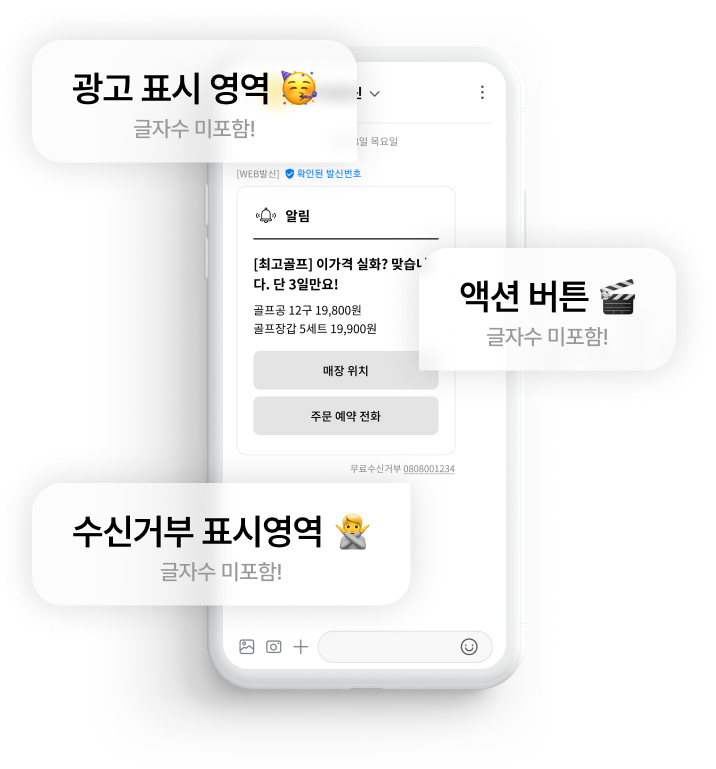 광고 표시 영역 🥳
글자수 미포함!
일 목요일
[WEB발신] 확인된 발신번호
알림
[최고골프] 이가격 실화? 맞습니
다. 단 3일만요!
골프공 12구 19,800원
골프장갑 5세트 19,900원
액션 버튼 🎬
글자수 미포함!
매장 위치
주문 예약 전화
무료수신거부 0808001234
수신거부 표시영역 🙅
글자수 미포함!